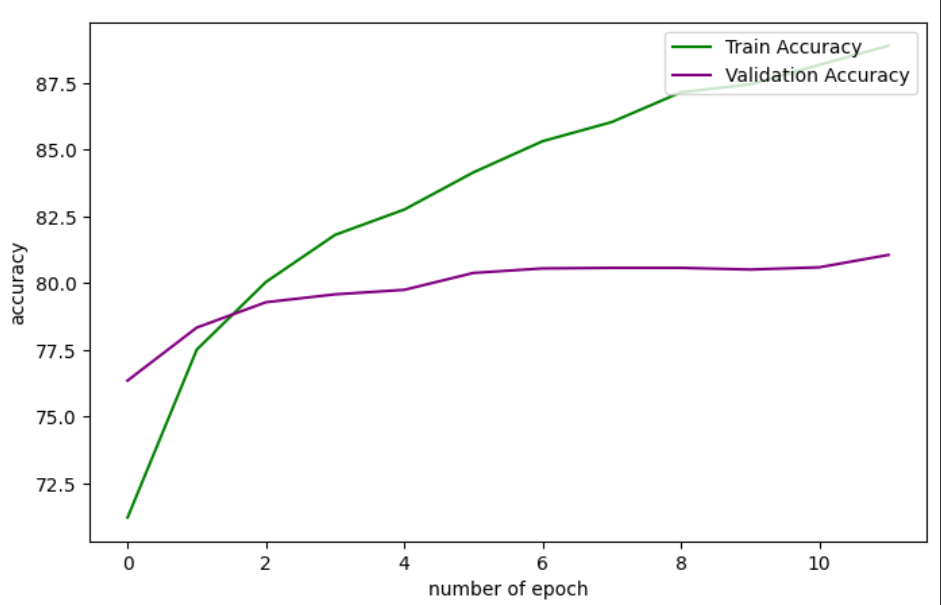 Train Accuracy
Validation Accuracy
87.5
85.0
82.5
80.0
77.5
75.0
72.5
accuracy
0 2 4 6 8 10
number of epoch